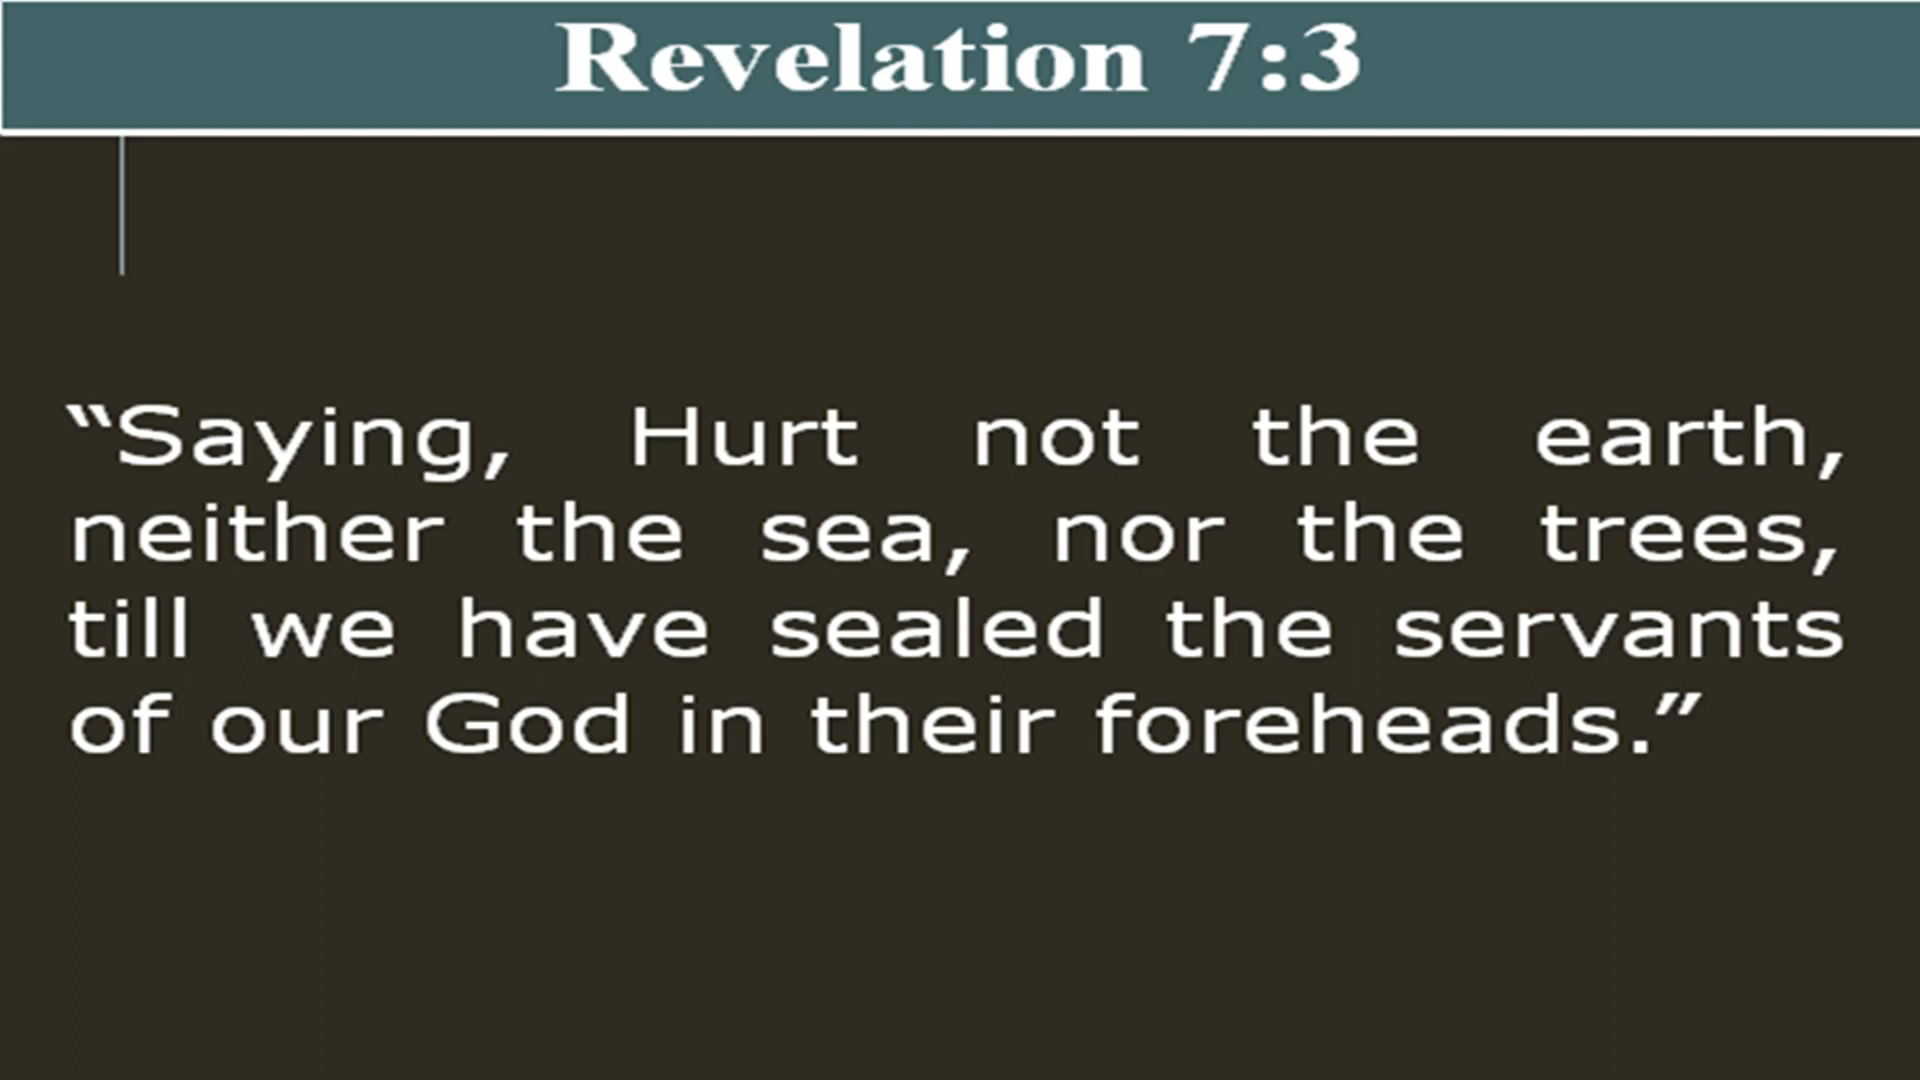 Revelation 7:3
“Saying, Hurt not the earth,
neither the sea, nor the trees,
till we have sealed the servants
of our God in their foreheads.”